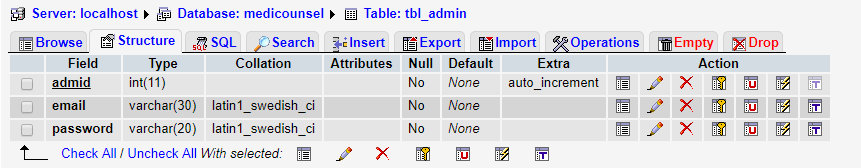 Server: localhost Database: medicounsel Table: tbl_admin
Browse Structure SQL Search Insert Export Import Operations Empty Drop
Field Type Collation Attributes Null Default Extra Action
admid int(11) No None auto_increment
email varchar(30) latin1_swedish_ci No None
password varchar(20) latin1_swedish_ci No None
Check All / Uncheck All With selected: